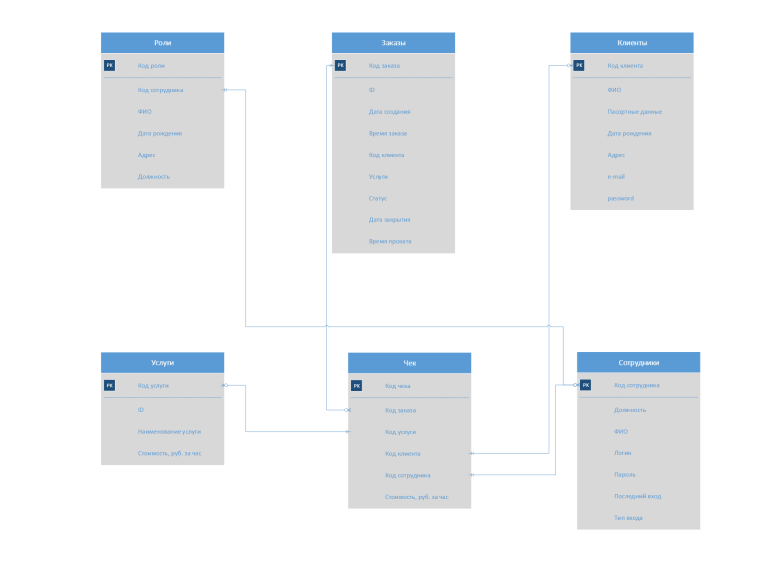 Роли
PK Код роли
Код сотрудника
ФИО
Дата рождения
Адрес
Должность
Заказы
PK Код заказа
ID
Дата создания
Время заказа
Код клиента
Услуги
Статус
Дата закрытия
Время проката
Клиенты
PK Код клиента
ФИО
Паспортные данные
Дата рождения
Адрес
e-mail
password
Услуги
PK Код услуги
ID
Наименование услуги
Стоимость, руб. за час
Чек
PK Код чека
Код заказа
Код услуги
Код клиента
Код сотрудника
Стоимость, руб. за час
Сотрудники
PK Код сотрудника
Должность
ФИО
Логин
Пароль
Последний вход
Тип входа